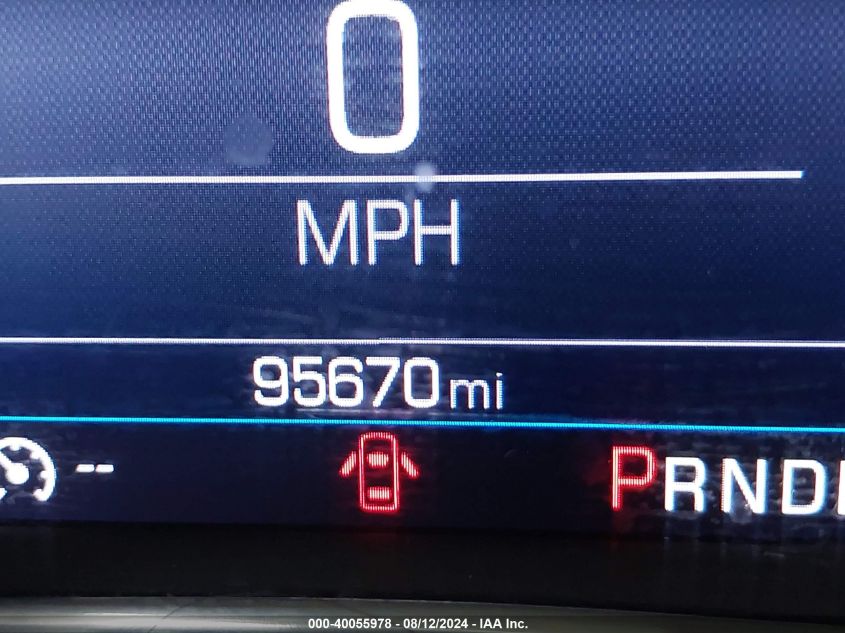 0
MPH
95670 mi
-- PRND
000-40055978 - 08/12/2024 - IAA Inc.